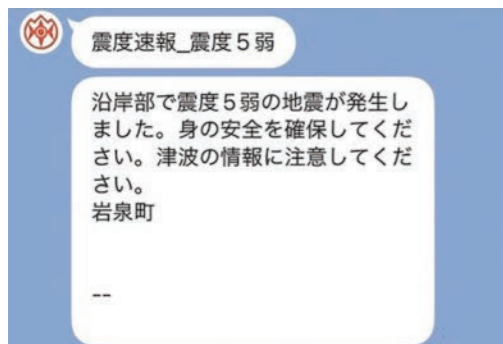 震度速報_震度５弱
沿岸部で震度５弱の地震が発生し
ました。身の安全を確保してくだ
さい。津波の情報に注意してくだ
さい。
岩泉町
--